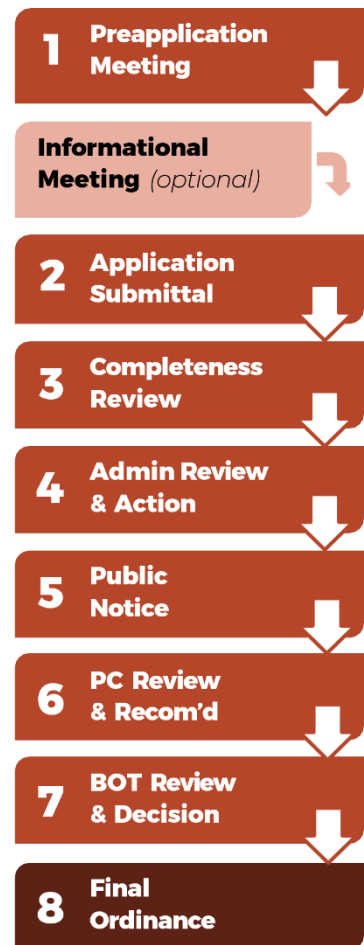 1 Preapplication
Meeting
Informational
Meeting (optional)
2 Application
Submittal
3 Completeness
Review
4 Admin Review
& Action
5 Public
Notice
6 PC Review
& Recom'd
7 BOT Review
& Decision
8 Final
Ordinance